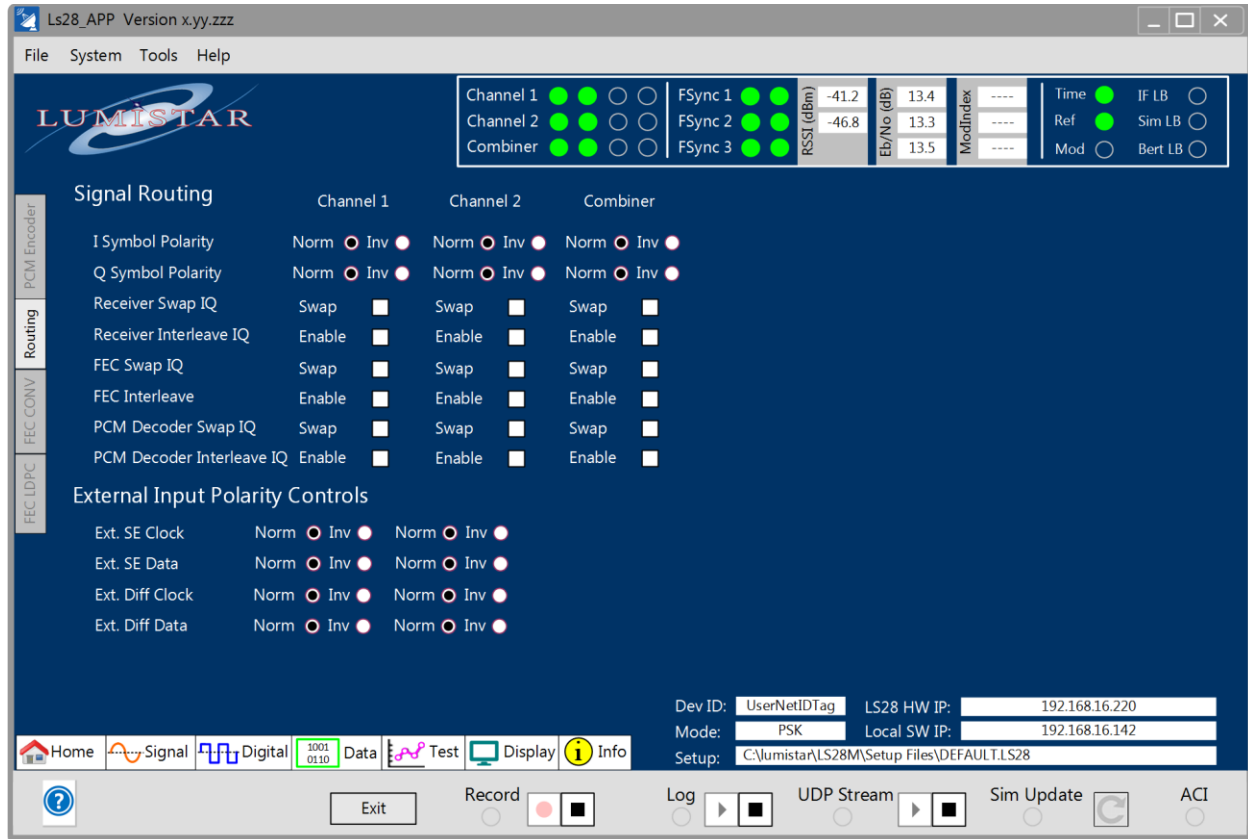 Ls28_APP Version x.yy.zzz
File System Tools Help
LUMISTAR
Channel 1 FSync 1
Channel 2 FSync 2
Combiner FSync 3
RSSI (dBm)
-41.2
-46.8
Eb/No (dB)
13.4
13.3
13.5
ModIndex
----
----
----
Time IF LB
Ref Sim LB
Mod Bert LB
PCM Encoder
Routing
FEC CONV
FEC LDPC
Signal Routing
Channel 1 Channel 2 Combiner
I Symbol Polarity Norm Inv Norm Inv Norm Inv
Q Symbol Polarity Norm Inv Norm Inv Norm Inv
Receiver Swap IQ Swap Swap Swap
Receiver Interleave IQ Enable Enable Enable
FEC Swap IQ Swap Swap Swap
FEC Interleave Enable Enable Enable
PCM Decoder Swap IQ Swap Swap Swap
PCM Decoder Interleave IQ Enable Enable Enable
External Input Polarity Controls
Ext. SE Clock Norm Inv Norm Inv
Ext. SE Data Norm Inv Norm Inv
Ext. Diff Clock Norm Inv Norm Inv
Ext. Diff Data Norm Inv Norm Inv
Dev ID: UserNetIDTag LS28 HW IP: 192.168.16.220
Mode: PSK Local SW IP: 192.168.16.142
Setup: C:\lumistar\LS28M\Setup Files\DEFAULT.LS28
Home Signal Digital 1001 0110 Data Test Display i Info
? Exit Record Log UDP Stream Sim Update ACI